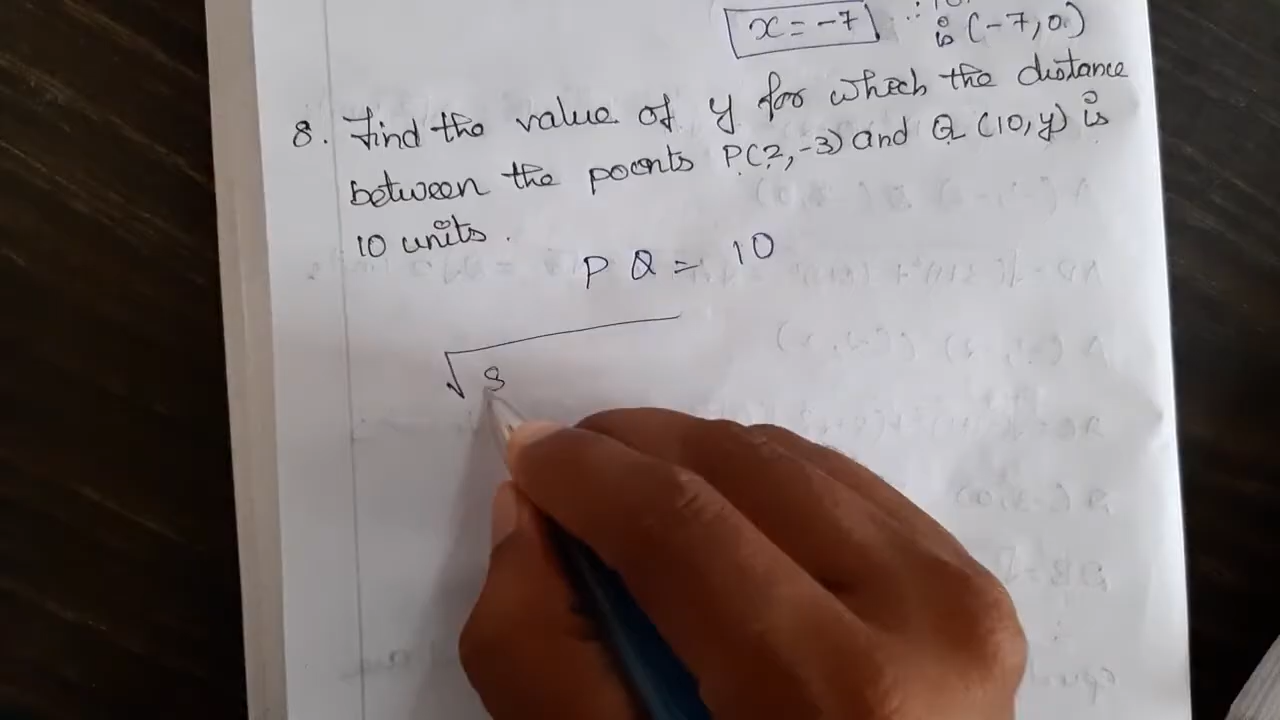 x = -7
is (-7, 0)
8. Find the value of y for which the distance
between the points P(2, -3) and Q (10, y) is
10 units.
PQ = 10
√8